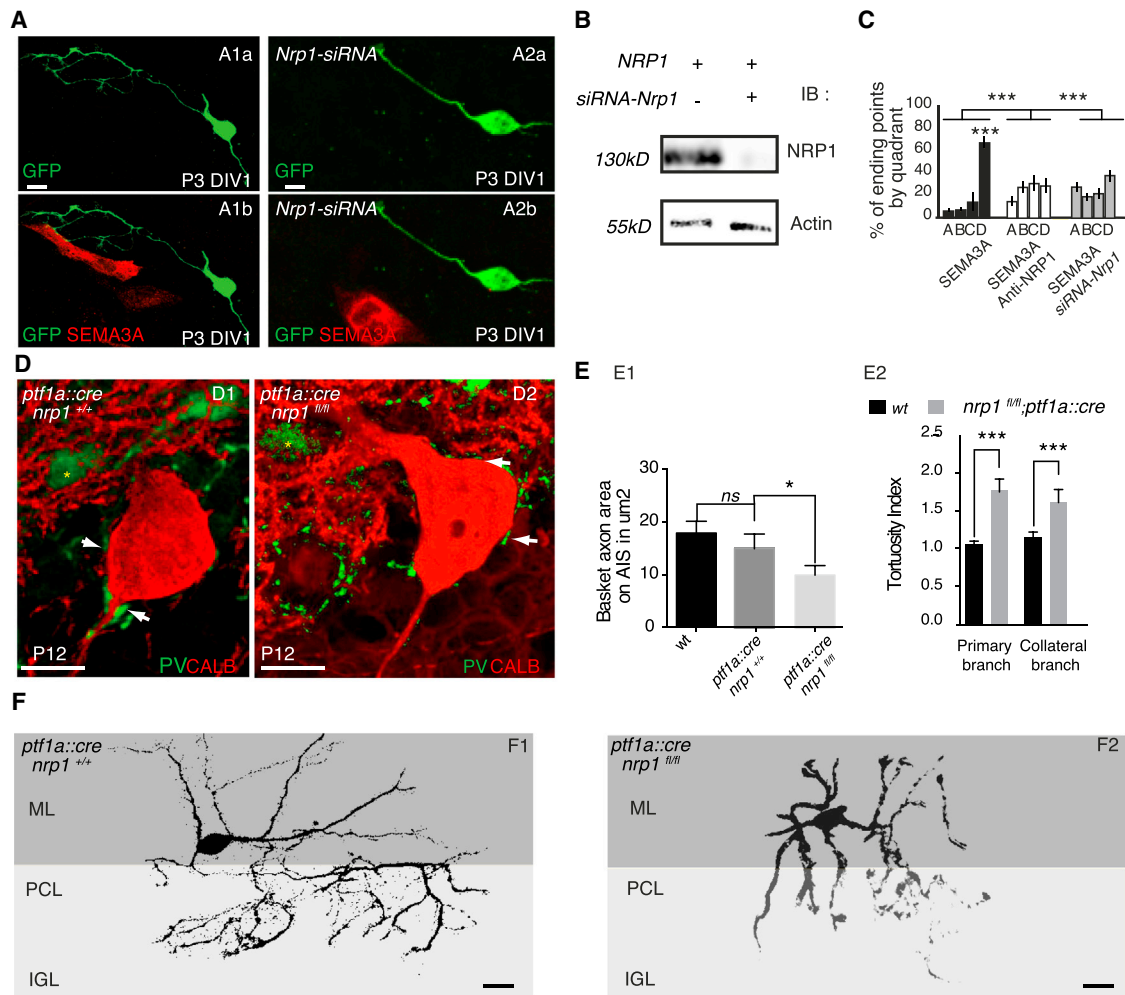 A
A1a
GFP
P3 DIV1
Nrp1-siRNA
A2a
GFP
P3 DIV1
A1b
GFP SEMA3A
P3 DIV1
Nrp1-siRNA
A2b
GFP SEMA3A
P3 DIV1
B
NRP1 + +
siRNA-Nrp1 - + IB :
130kD NRP1
55kD Actin
C
% of ending points
by quadrant
100
80
60
40
20
0
*** ***
***
ABCD ABCD ABCD
SEMA3A
SEMA3A
Anti-NRP1
SEMA3A
siRNA-Nrp1
D
ptf1a::cre
nrp1 +/+
D1
*
P12
PVCALB
ptf1a::cre
nrp1 fl/fl
D2
*
P12
PVCALB
E
E1
Basket axon area
on AIS in um2
30
20
10
0
ns
*
wt
ptf1a::cre
nrp1 +/+
ptf1a::cre
nrp1 fl/fl
E2
wt nrp1 fl/fl;ptf1a::cre
Tortuosity Index
2.5
2.0
1.5
1.0
0.5
0.0
*** ***
Primary
branch
Collateral
branch
F
ptf1a::cre
nrp1 +/+
F1
ML
PCL
IGL
ptf1a::cre
nrp1 fl/fl
F2
ML
PCL
IGL